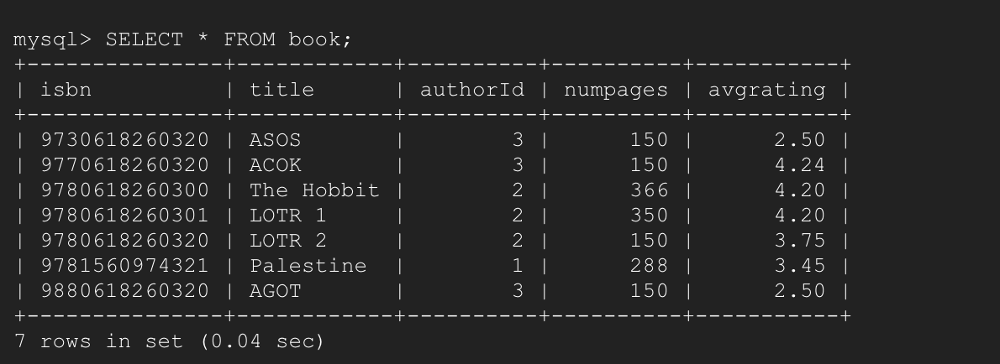 mysql> SELECT * FROM book;
+---------------+------------+----------+----------+-----------+
| isbn          | title      | authorId | numpages | avgrating |
+---------------+------------+----------+----------+-----------+
| 9730618260320 | ASOS       |        3 |      150 |      2.50 |
| 9770618260320 | ACOK       |        3 |      150 |      4.24 |
| 9780618260300 | The Hobbit |        2 |      366 |      4.20 |
| 9780618260301 | LOTR 1     |        2 |      350 |      4.20 |
| 9780618260320 | LOTR 2     |        2 |      150 |      3.75 |
| 9781560974321 | Palestine  |        1 |      288 |      3.45 |
| 9880618260320 | AGOT       |        3 |      150 |      2.50 |
+---------------+------------+----------+----------+-----------+
7 rows in set (0.04 sec)